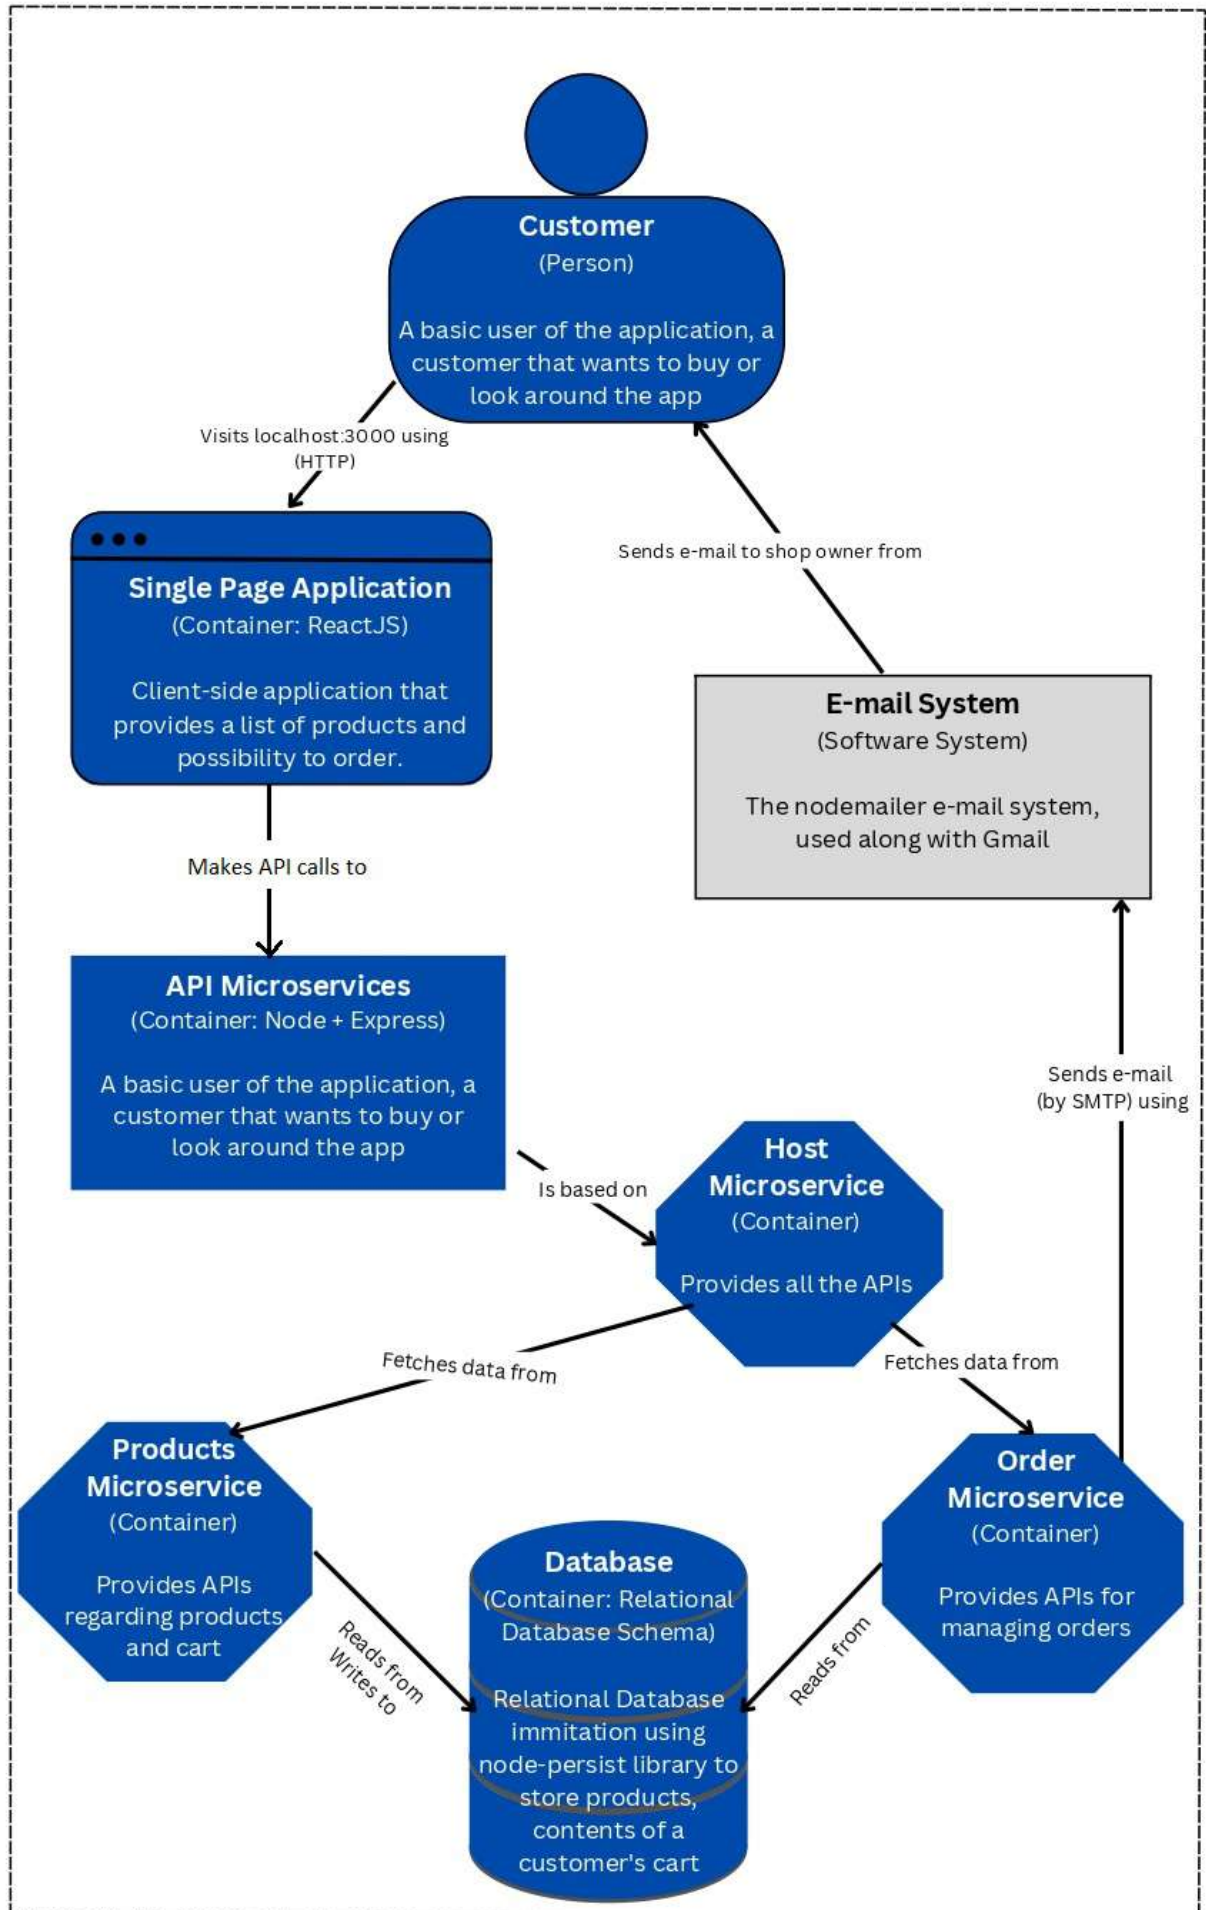 Customer
(Person)
A basic user of the application, a
customer that wants to buy or
look around the app
Visits localhost:3000 using
(HTTP)
Single Page Application
(Container: ReactJS)
Client-side application that
provides a list of products and
possibility to order.
Sends e-mail to shop owner from
E-mail System
(Software System)
The nodemailer e-mail system,
used along with Gmail
Makes API calls to
API Microservices
(Container: Node + Express)
A basic user of the application, a
customer that wants to buy or
look around the app
Sends e-mail
(by SMTP) using
Is based on
Host
Microservice
(Container)
Provides all the APIs
Fetches data from
Fetches data from
Products
Microservice
(Container)
Provides APIs
regarding products
and cart
Order
Microservice
(Container)
Provides APIs for
managing orders
Reads from
Writes to
Reads from
Database
(Container: Relational
Database Schema)
Relational Database
immitation using
node-persist library to
store products,
contents of a
customer's cart